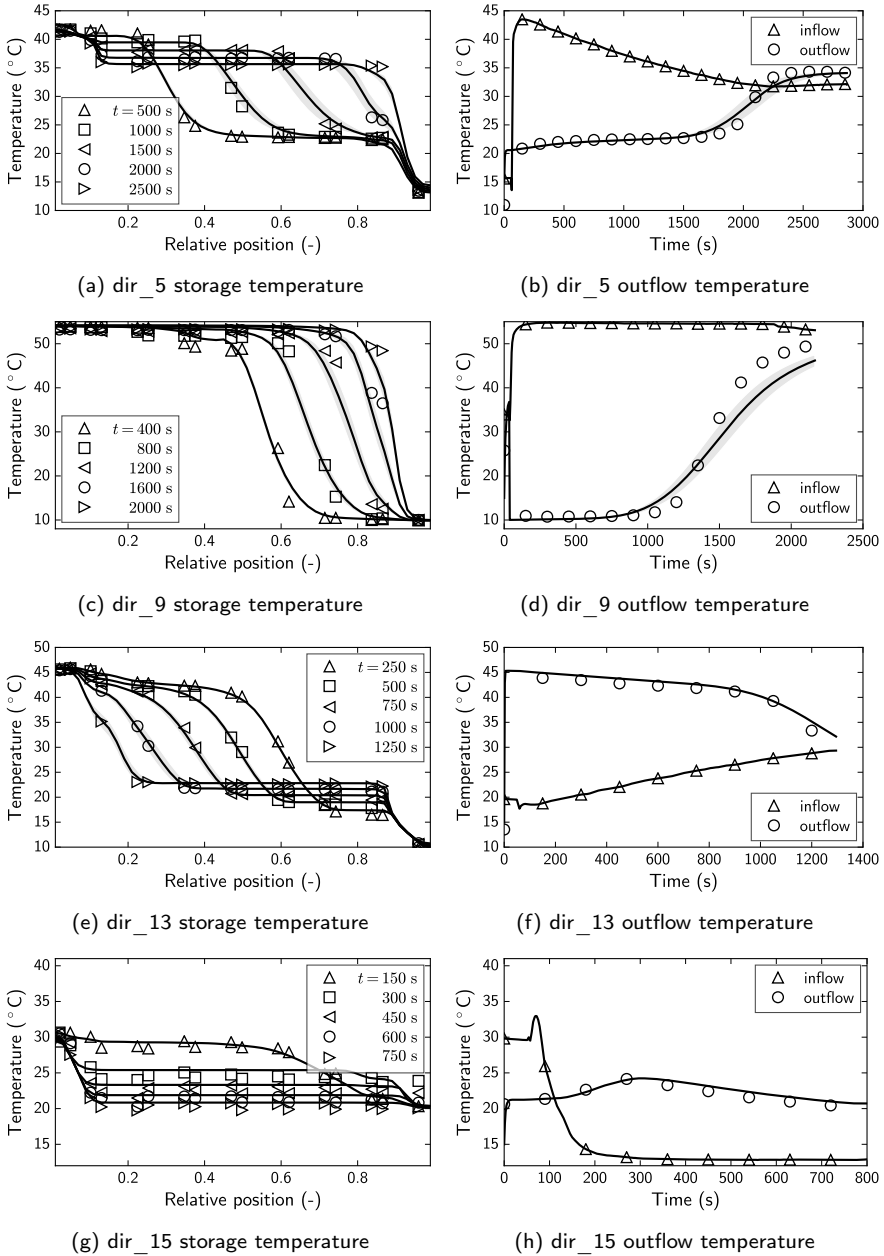 45
40
35
30
25
20
15
10
Temperature (°C)
t = 500 s
1000 s
1500 s
2000 s
2500 s
0.2 0.4 0.6 0.8
Relative position (-)
(a) dir_5 storage temperature
45
40
35
30
25
20
15
10
Temperature (°C)
inflow
outflow
0 500 1000 1500 2000 2500 3000
Time (s)
(b) dir_5 outflow temperature
50
40
30
20
10
Temperature (°C)
t = 400 s
800 s
1200 s
1600 s
2000 s
0.2 0.4 0.6 0.8
Relative position (-)
(c) dir_9 storage temperature
50
40
30
20
10
Temperature (°C)
inflow
outflow
0 500 1000 1500 2000 2500
Time (s)
(d) dir_9 outflow temperature
50
45
40
35
30
25
20
15
10
Temperature (°C)
t = 250 s
500 s
750 s
1000 s
1250 s
0.2 0.4 0.6 0.8
Relative position (-)
(e) dir_13 storage temperature
50
45
40
35
30
25
20
15
10
Temperature (°C)
inflow
outflow
0 200 400 600 800 1000 1200 1400
Time (s)
(f) dir_13 outflow temperature
40
35
30
25
20
15
Temperature (°C)
t = 150 s
300 s
450 s
600 s
750 s
0.2 0.4 0.6 0.8
Relative position (-)
(g) dir_15 storage temperature
40
35
30
25
20
15
Temperature (°C)
inflow
outflow
0 100 200 300 400 500 600 700 800
Time (s)
(h) dir_15 outflow temperature